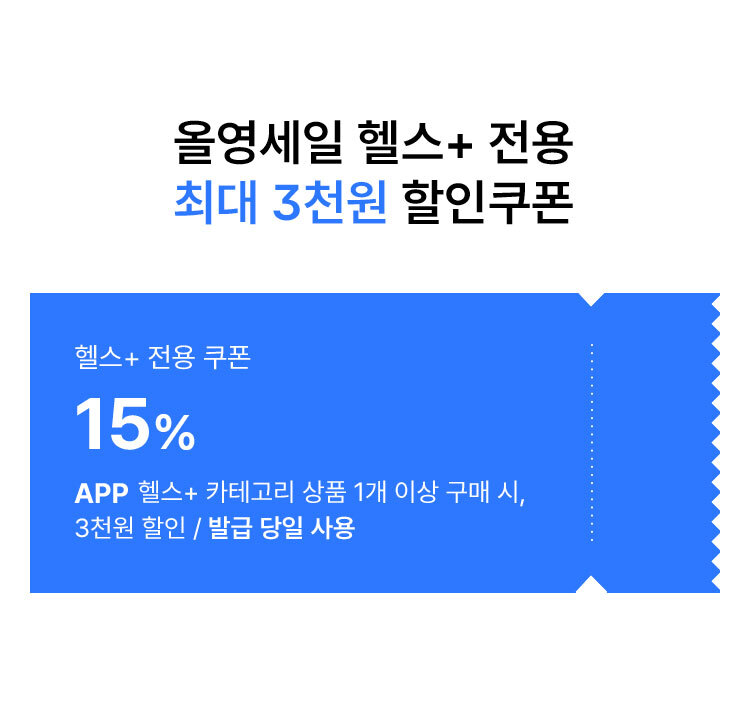 올영세일 헬스+ 전용
최대 3천원 할인쿠폰
헬스+ 전용 쿠폰
15%
APP 헬스+ 카테고리 상품 1개 이상 구매 시,
3천원 할인 / 발급 당일 사용